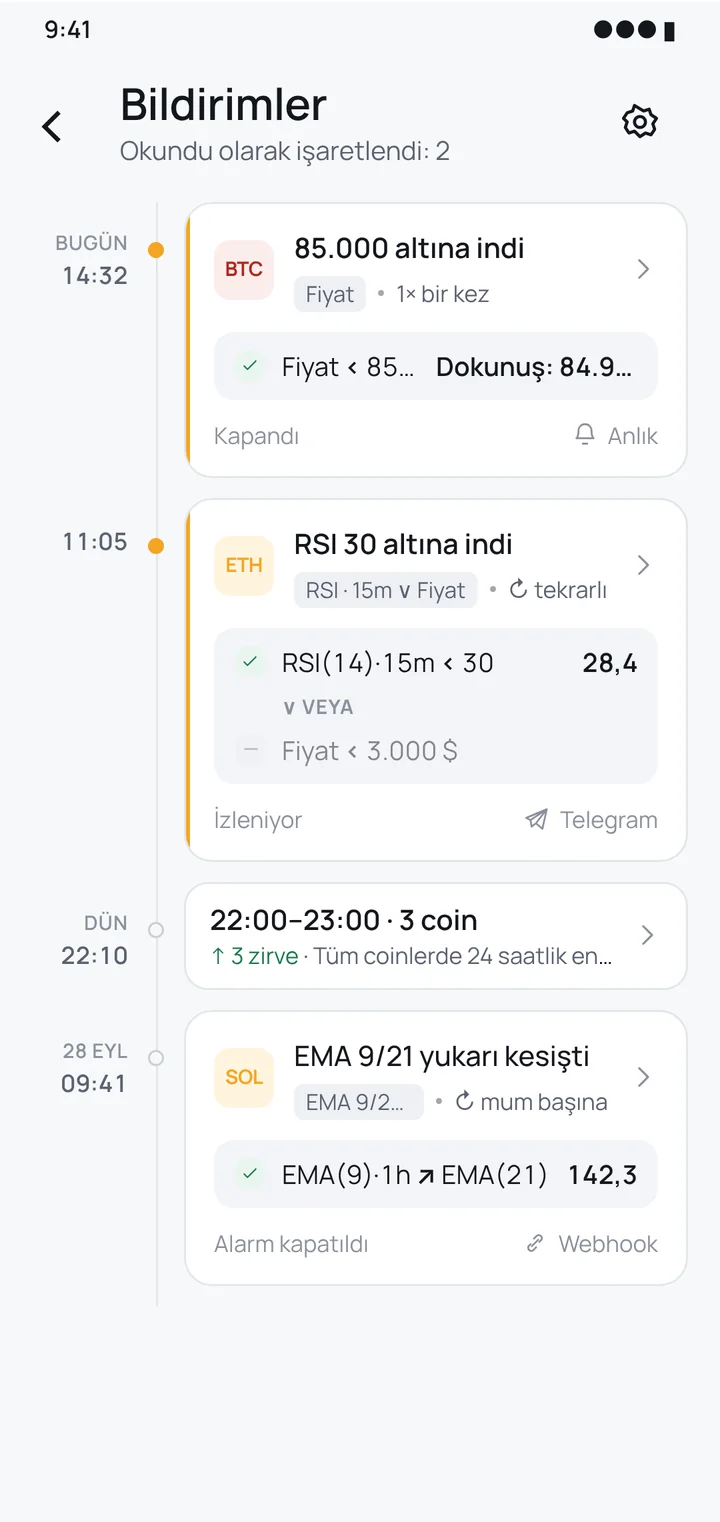 9:41
Bildirimler
Okundu olarak işaretlendi: 2
BUGÜN
14:32
BTC
85.000 altına indi
Fiyat • 1× bir kez
✓ Fiyat < 85… Dokunuş: 84.9…
Kapandı Anlık
11:05
ETH
RSI 30 altına indi
RSI · 15m ∨ Fiyat • ↻ tekrarlı
✓ RSI(14)·15m < 30 28,4
∨ VEYA
– Fiyat < 3.000 $
İzleniyor Telegram
DÜN
22:10
22:00–23:00 · 3 coin
↑ 3 zirve · Tüm coinlerde 24 saatlik en…
28 EYL
09:41
SOL
EMA 9/21 yukarı kesişti
EMA 9/2… • ↻ mum başına
✓ EMA(9)·1h ↗ EMA(21) 142,3
Alarm kapatıldı Webhook